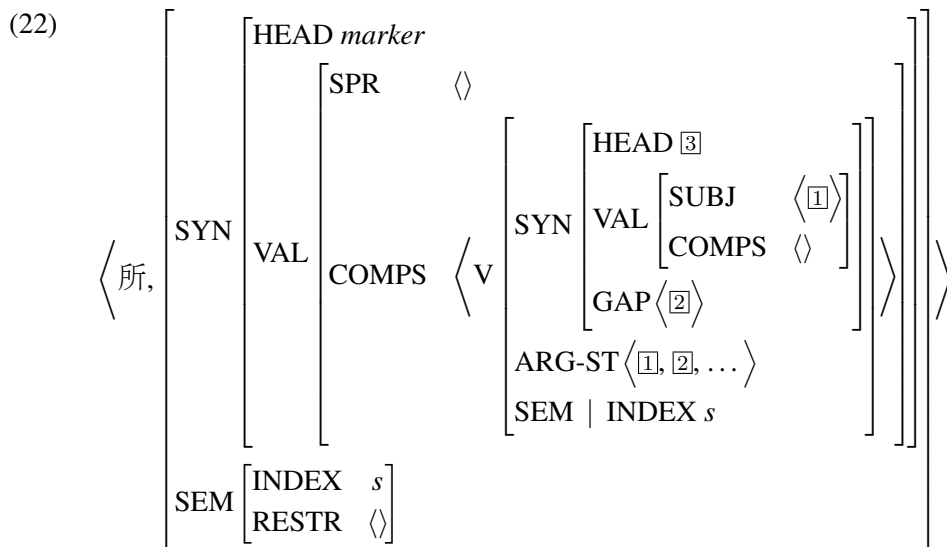 (22)
HEAD marker
SPR ⟨⟩
HEAD 3
SYN VAL SUBJ ⟨1⟩
COMPS ⟨⟩
⟨所, SYN VAL COMPS ⟨V
GAP⟨2⟩
ARG-ST⟨1, 2, …⟩
SEM | INDEX s
SEM INDEX s
RESTR ⟨⟩